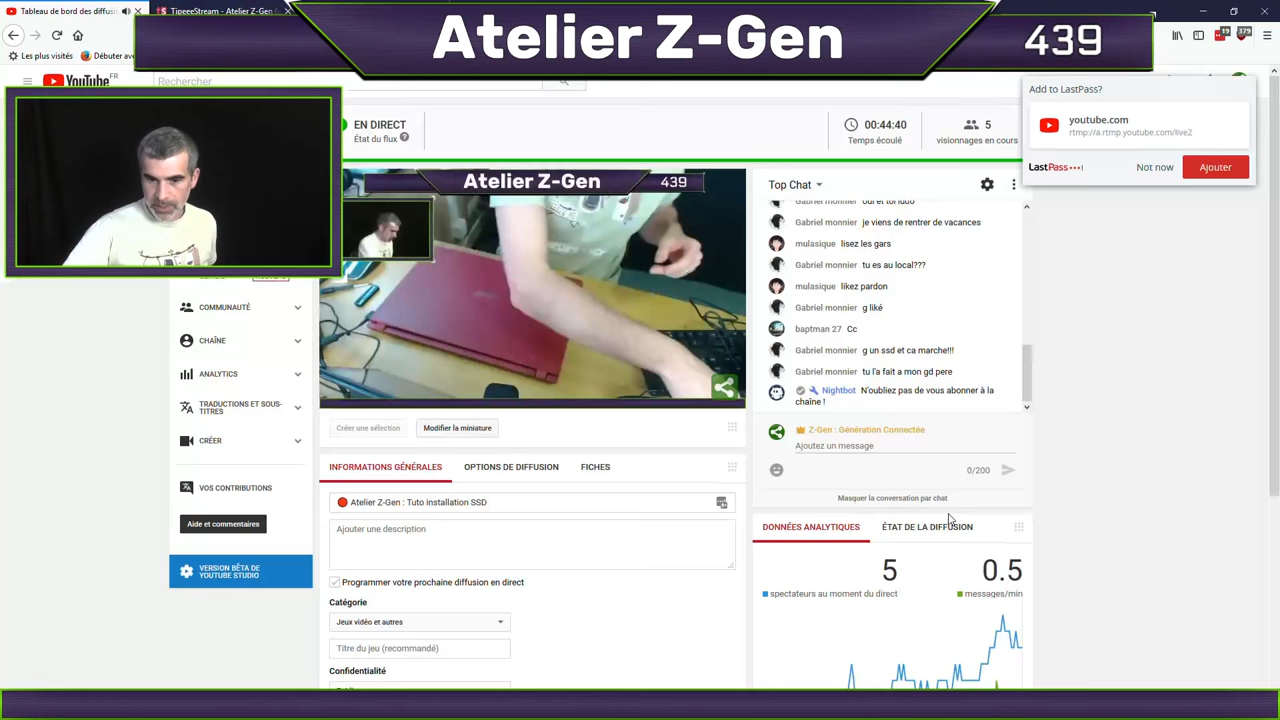 Tableau de bord des diffusi
TipeeeStream - Atelier Z-Gen (
Atelier Z-Gen
439
19
379
Les plus visités
Débuter ave
YouTube
FR
Rechercher
Add to LastPass?
youtube.com
rtmp://a.rtmp.youtube.com/live2
LastPass
Not now
Ajouter
EN DIRECT
État du flux
00:44:40
Temps écoulé
5
visionnages en cours
Atelier Z-Gen
439
COMMUNAUTÉ
CHAÎNE
ANALYTICS
TRADUCTIONS ET SOUS-
TITRES
CRÉER
VOS CONTRIBUTIONS
Aide et commentaires
VERSION BÊTA DE
YOUTUBE STUDIO
Créer une sélection
Modifier la miniature
INFORMATIONS GÉNÉRALES
OPTIONS DE DIFFUSION
FICHES
Atelier Z-Gen : Tuto installation SSD
Ajouter une description
Programmer votre prochaine diffusion en direct
Catégorie
Jeux vidéo et autres
Titre du jeu (recommandé)
Confidentialité
Top Chat
Gabriel monnier je viens de rentrer de vacances
mulasique lisez les gars
Gabriel monnier tu es au local???
mulasique likez pardon
Gabriel monnier g liké
baptman 27 Cc
Gabriel monnier g un ssd et ca marche!!!
Gabriel monnier tu l'a fait a mon gd pere
Nightbot N'oubliez pas de vous abonner à la
chaîne !
Z-Gen : Génération Connectée
Ajoutez un message
0/200
Masquer la conversation par chat
DONNÉES ANALYTIQUES
ÉTAT DE LA DIFFUSION
5
0.5
spectateurs au moment du direct
messages/min